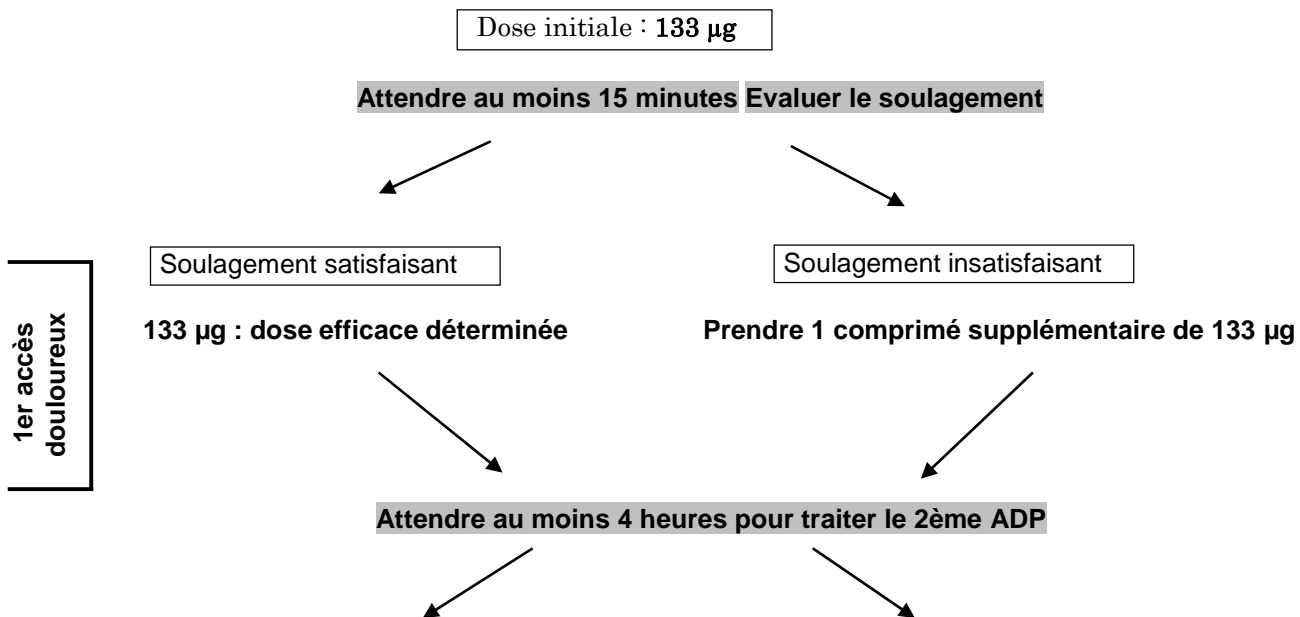 Dose initiale : 133 µg
Attendre au moins 15 minutes Evaluer le soulagement
Soulagement satisfaisant
Soulagement insatisfaisant
1er accès
douloureux
133 µg : dose efficace déterminée
Prendre 1 comprimé supplémentaire de 133 µg
Attendre au moins 4 heures pour traiter le 2ème ADP